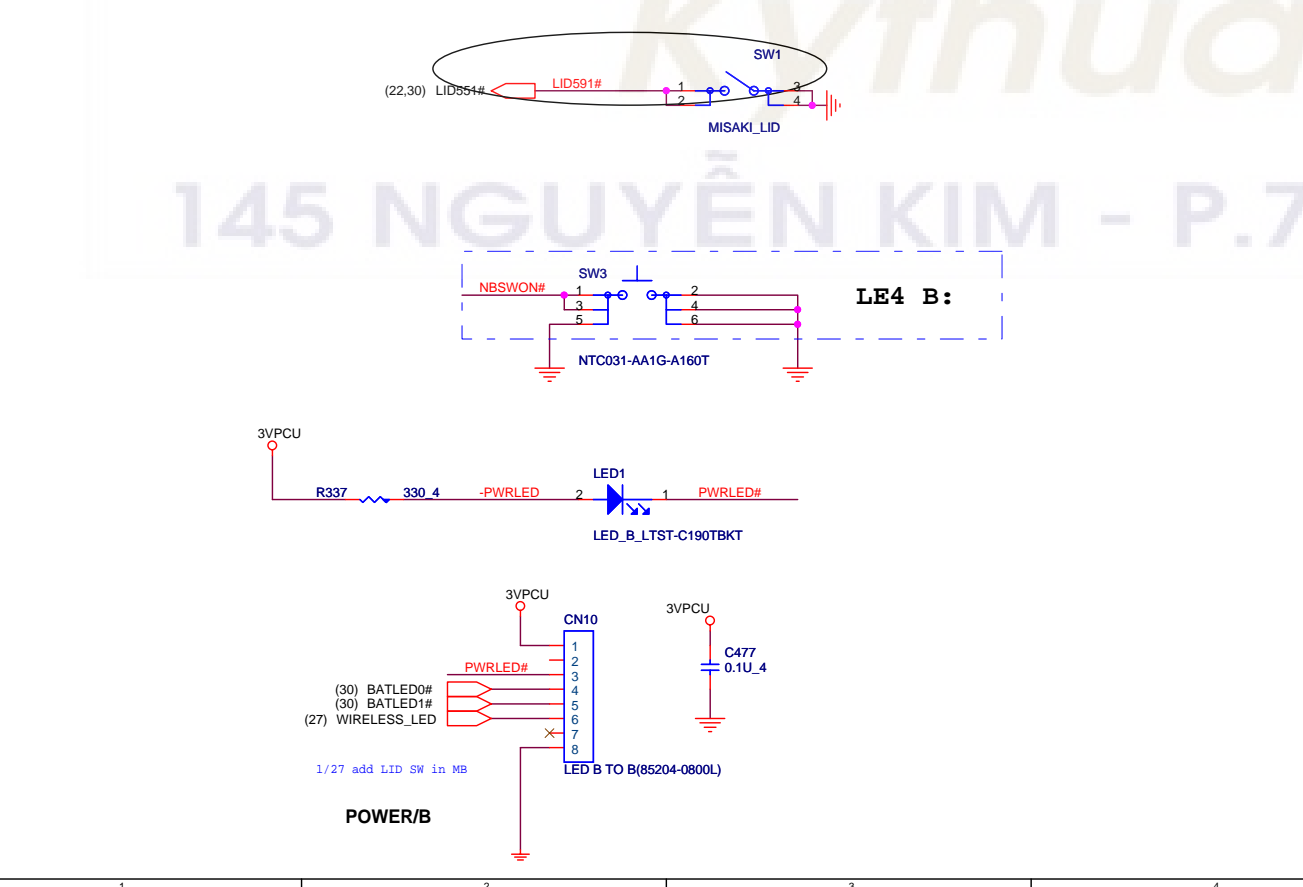 Kythua
SW1
(22,30) LID551# LID591# 1 3
2 4
MISAKI_LID
145 NGUYỄN KIM - P.7
SW3
NBSWON# 1 2 LE4 B:
3 4
5 6
NTC031-AA1G-A160T
3VPCU
LED1
R337 330_4 -PWRLED 2 1 PWRLED#
LED_B_LTST-C190TBKT
3VPCU 3VPCU
CN10
1
2
PWRLED# 3
(30) BATLED0# 4
(30) BATLED1# 5
(27) WIRELESS_LED 6
7
8
C477
0.1U_4
1/27 add LID SW in MB LED B TO B(85204-0800L)
POWER/B
1 2 3 4